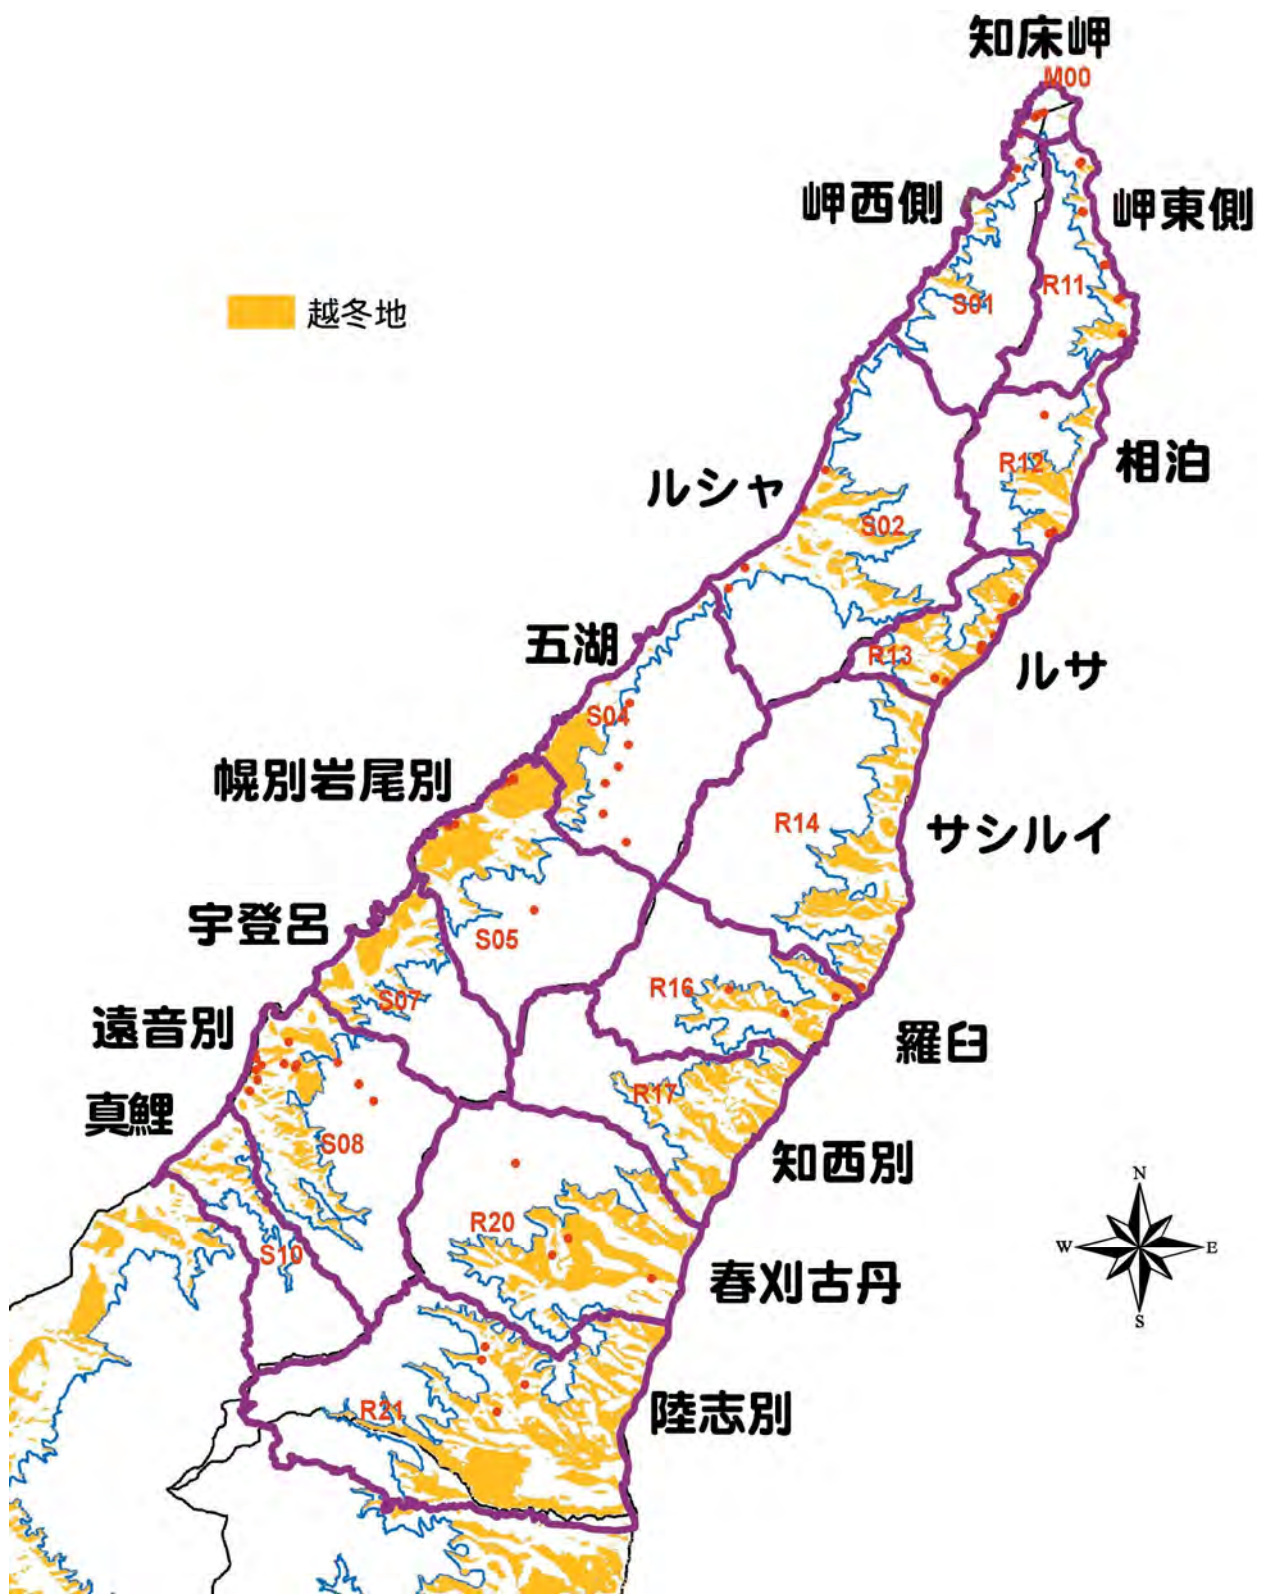 知床岬
M00
岬西側
岬東側
R11
S01
越冬地
相泊
R12
ルシャ
S02
五湖
R13
ルサ
S04
幌別岩尾別
R14
サシルイ
宇登呂
S05
R16
S07
遠音別
羅臼
R17
真鯉
S08
知西別
N
R20
W
E
S10
春刈古丹
S
陸志別
R21